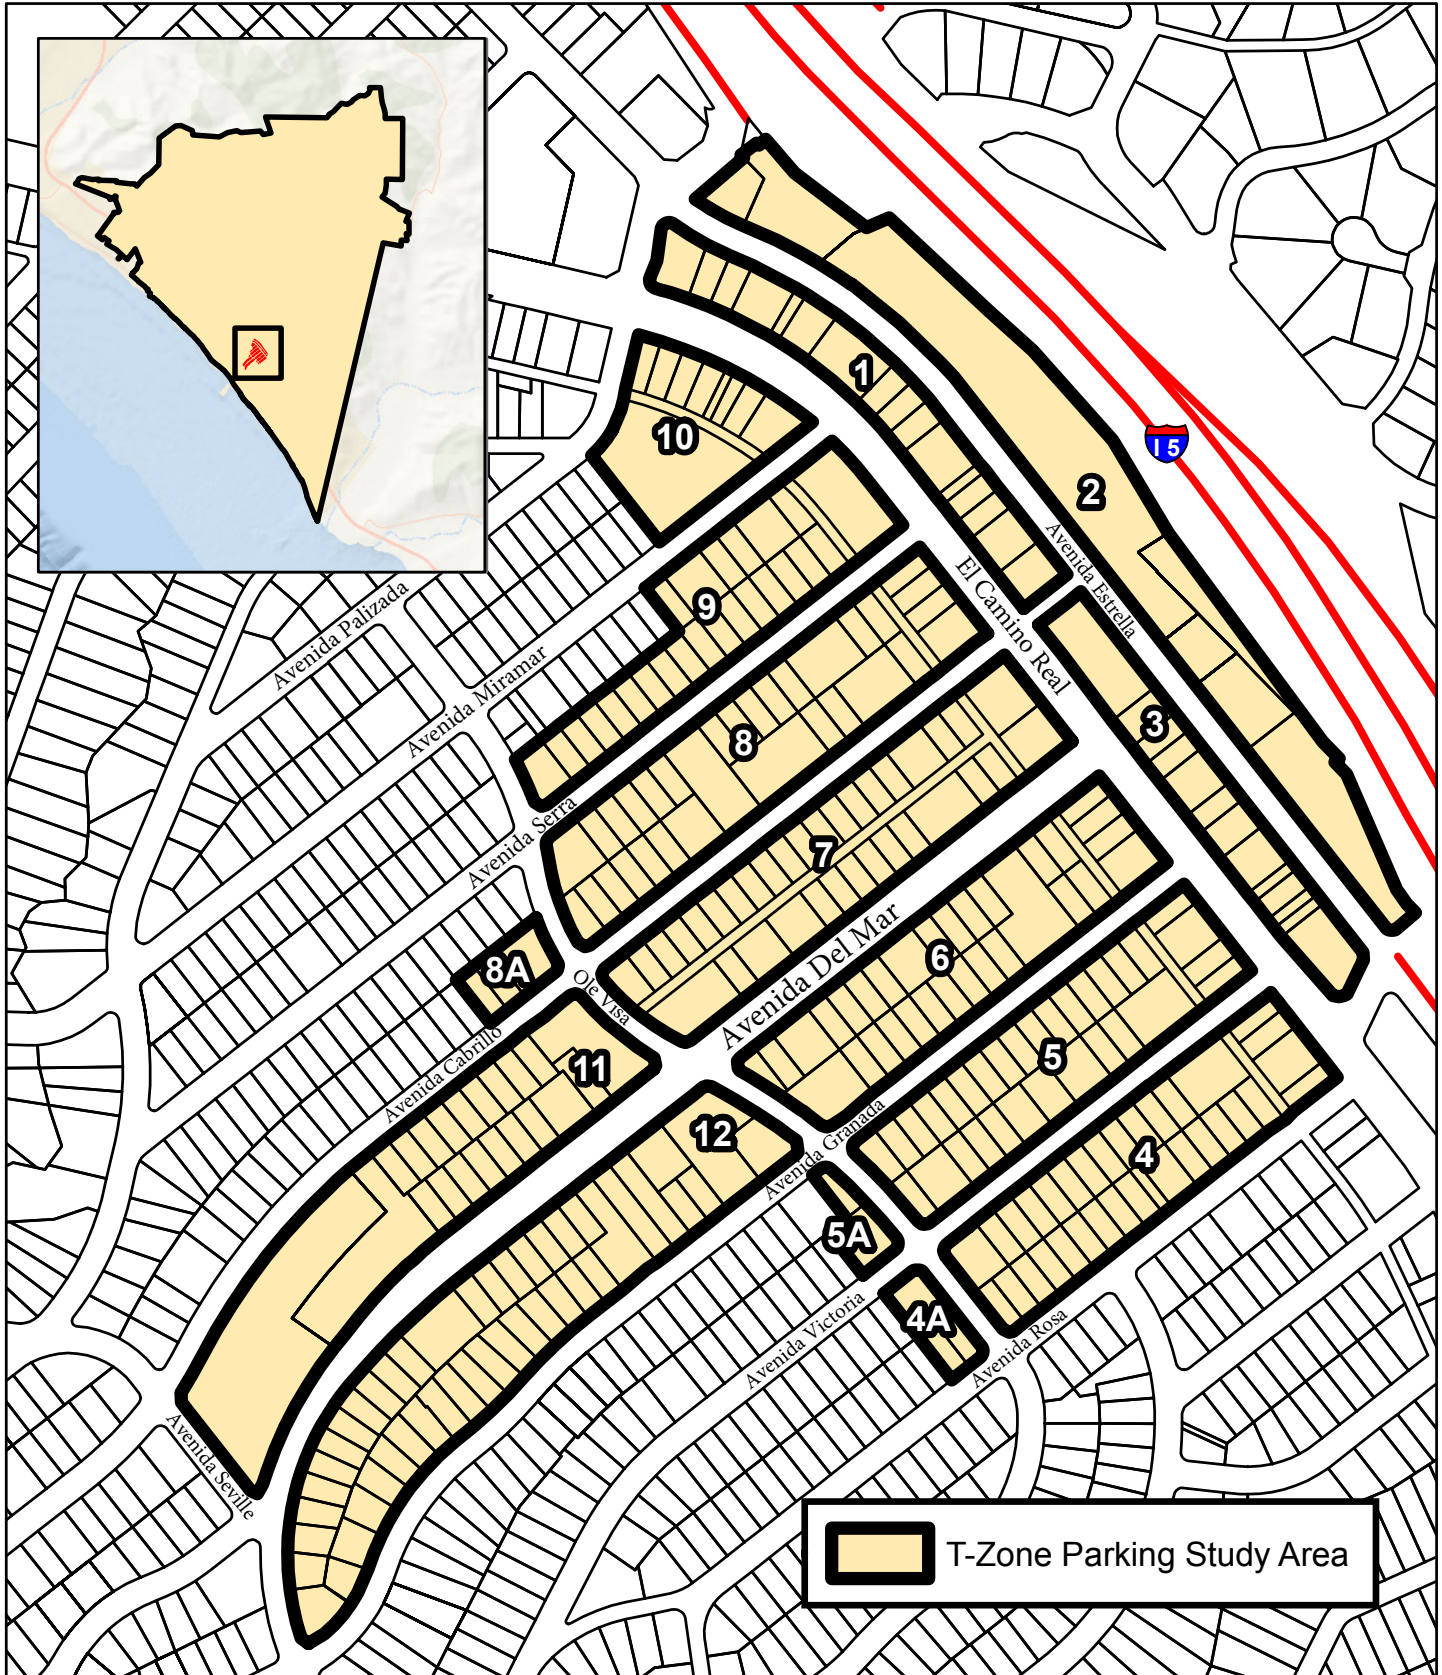 1
10
I 5
2
Avenida Estrella
El Camino Real
Avenida Palizada
9
Avenida Miramar
3
8
Avenida Serra
7
Avenida Del Mar
6
8A
Ole Visa
Avenida Cabrillo
11
5
12
Avenida Granada
4
5A
Avenida Victoria
4A
Avenida Rosa
Avenida Seville
T-Zone Parking Study Area